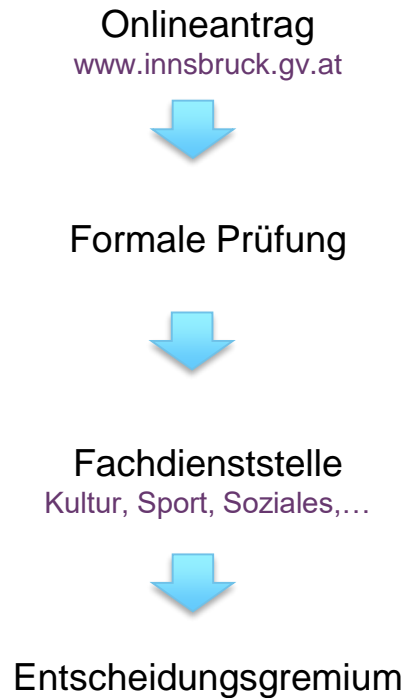 Onlineantrag
www.innsbruck.gv.at
Formale Prüfung
Fachdienststelle
Kultur, Sport, Soziales,…
Entscheidungsgremium